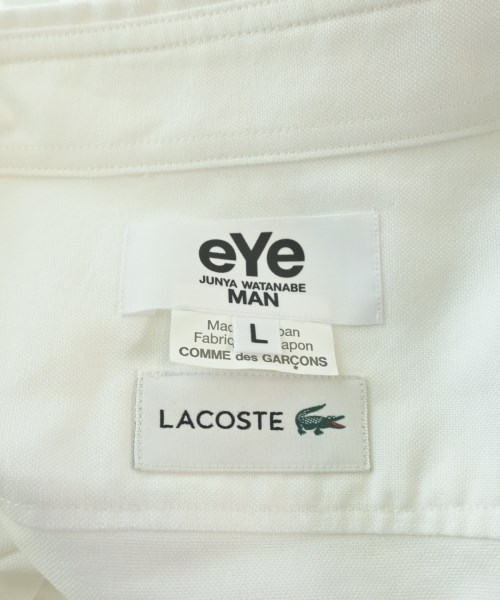 eYe
JUNYA WATANABE
MAN
L
COMME des GARÇONS
LACOSTE